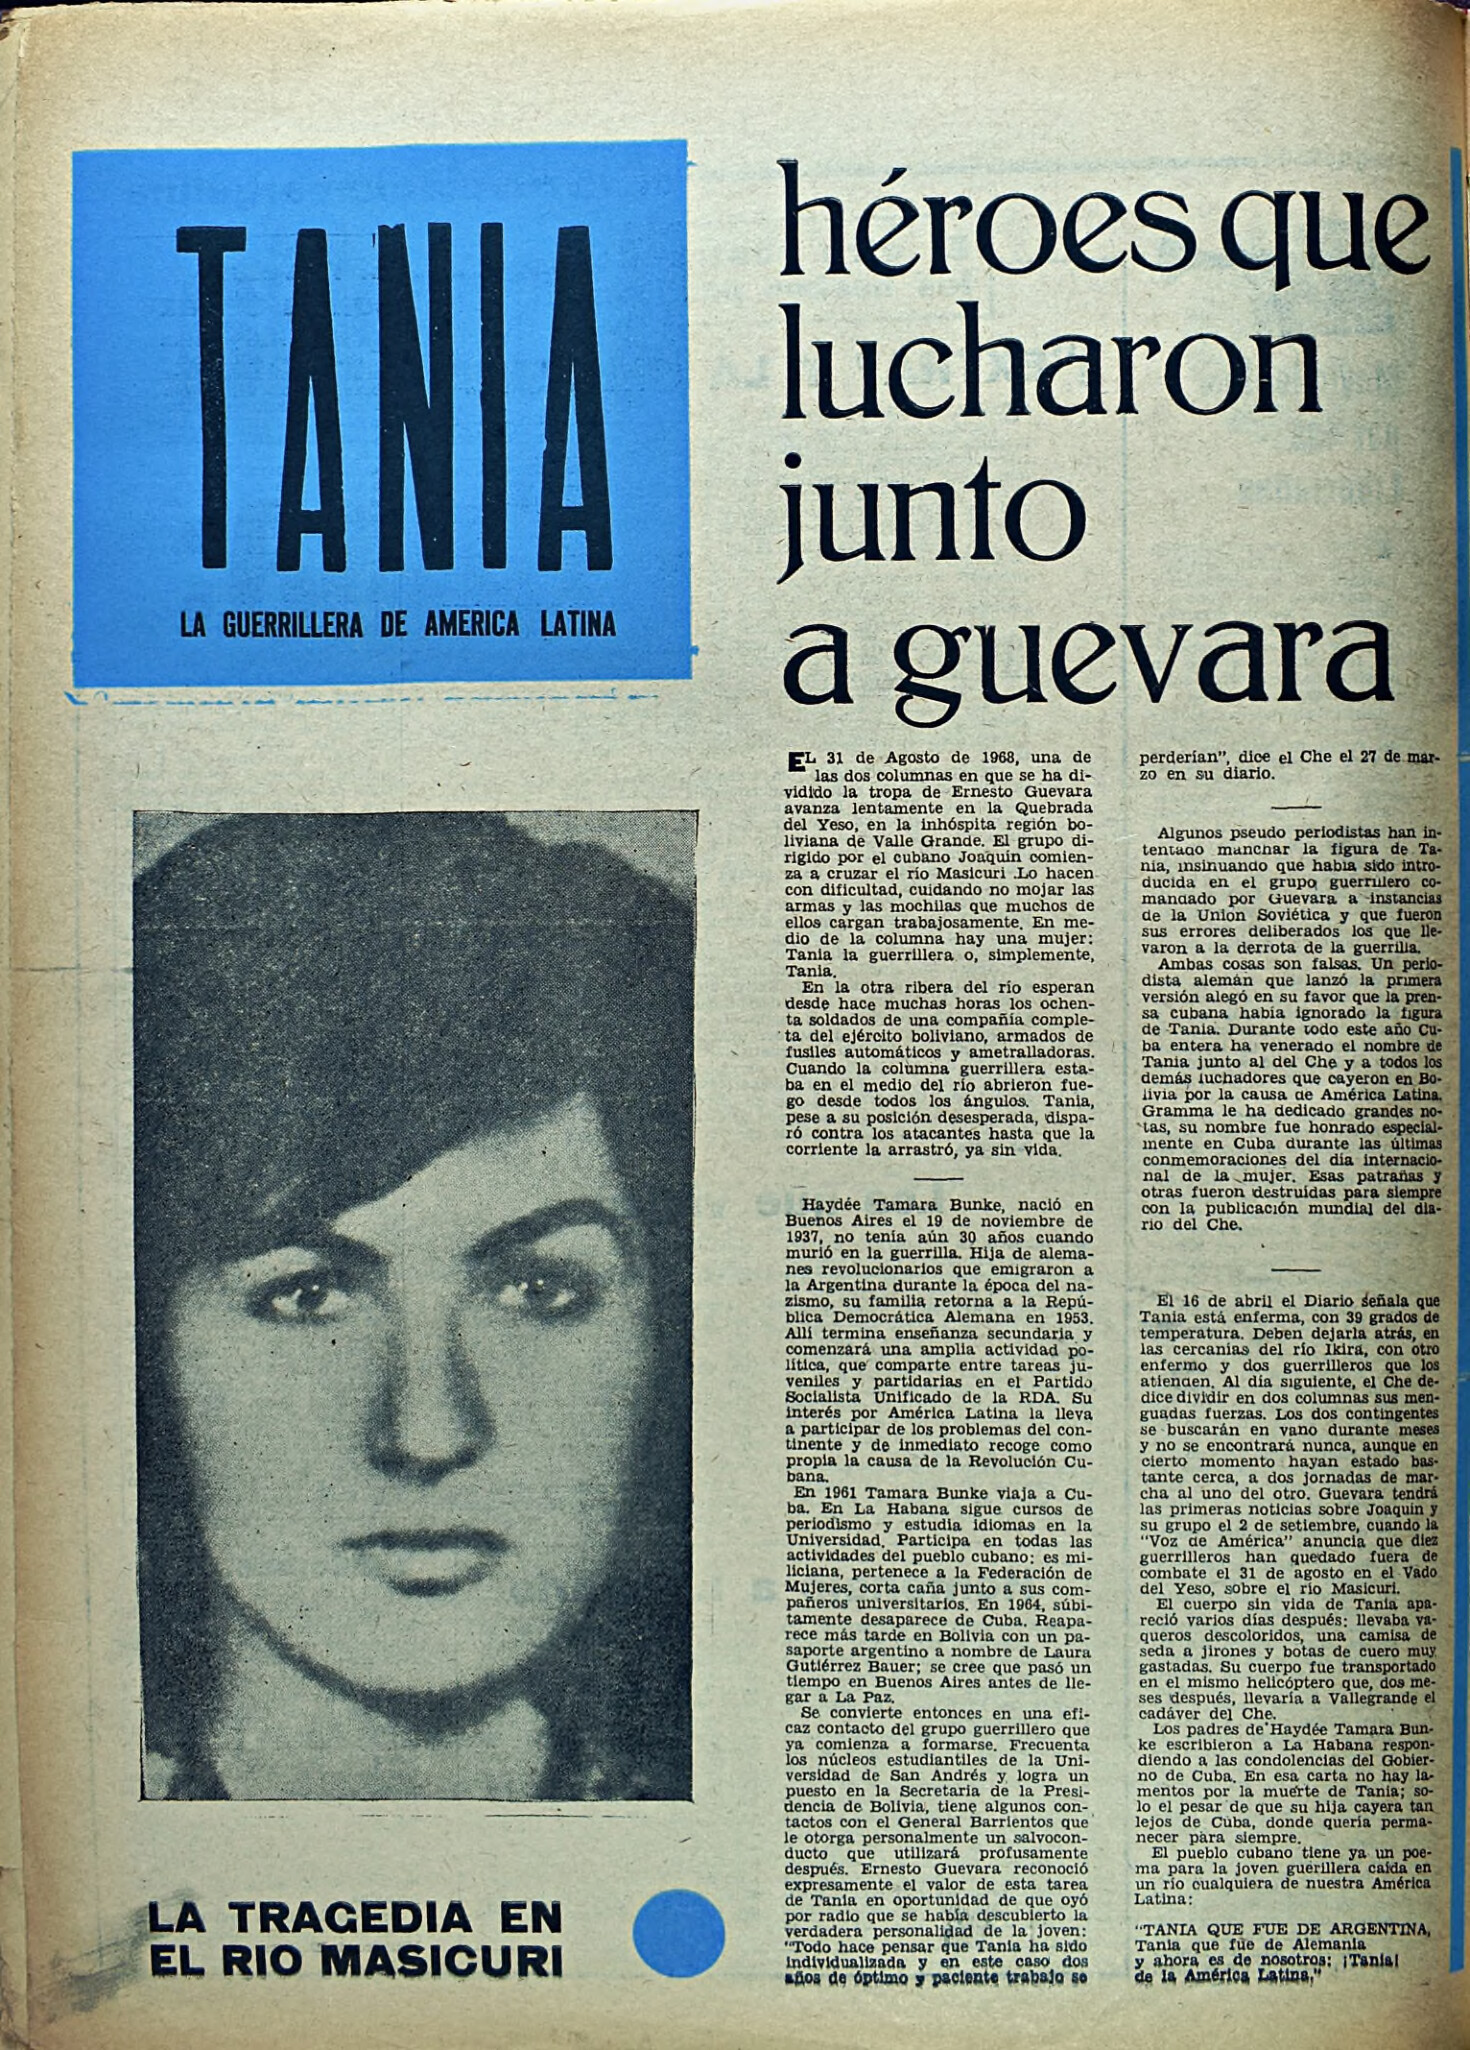 TANIA
LA GUERRILLERA DE AMERICA LATINA
héroes que
lucharon
junto
a guevara
EL 31 de Agosto de 1968, una de
las dos columnas en que se ha di-
vidido la tropa de Ernesto Guevara
avanza lentamente en la Quebrada
del Yeso, en la inhóspita región bo-
liviana de Valle Grande. El grupo di-
rigido por el cubano Joaquín comien-
za a cruzar el río Masicuri .Lo hacen
con dificultad, cuidando no mojar las
armas y las mochilas que muchos de
ellos cargan trabajosamente. En me-
dio de la columna hay una mujer:
Tania la guerrillera o, simplemente,
Tania.
En la otra ribera del río esperan
desde hace muchas horas los ochen-
ta soldados de una compañía comple-
ta del ejército boliviano, armados de
fusiles automáticos y ametralladoras.
Cuando la columna guerrillera esta-
ba en el medio del río abrieron fue-
go desde todos los ángulos. Tania,
pese a su posición desesperada, dispa-
ró contra los atacantes hasta que la
corriente la arrastró, ya sin vida.
Haydée Tamara Bunke, nació en
Buenos Aires el 19 de noviembre de
1937, no tenía aún 30 años cuando
murió en la guerrilla. Hija de alema-
nes revolucionarios que emigraron a
la Argentina durante la época del na-
zismo, su familia retorna a la Repú-
blica Democrática Alemana en 1953.
Allí termina enseñanza secundaria y
comenzará una amplia actividad po-
lítica, que comparte entre tareas ju-
veniles y partidarias en el Partido
Socialista Unificado de la RDA. Su
interés por América Latina la lleva
a participar de los problemas del con-
tinente y de inmediato recoge como
propia la causa de la Revolución Cu-
bana.
En 1961 Tamara Bunke viaja a Cu-
ba. En La Habana sigue cursos de
periodismo y estudia idiomas en la
Universidad. Participa en todas las
actividades del pueblo cubano: es mi-
liciana, pertenece a la Federación de
Mujeres, corta caña junto a sus com-
pañeros universitarios. En 1964, súbi-
tamente desaparece de Cuba. Reapa-
rece más tarde en Bolivia con un pa-
saporte argentino a nombre de Laura
Gutiérrez Bauer; se cree que pasó un
tiempo en Buenos Aires antes de lle-
gar a La Paz.
Se convierte entonces en una efi-
caz contacto del grupo guerrillero que
ya comienza a formarse. Frecuenta
los núcleos estudiantiles de la Uni-
versidad de San Andrés y logra un
puesto en la Secretaría de la Presi-
dencia de Bolivia, tiene algunos con-
tactos con el General Barrientos que
le otorga personalmente un salvocon-
ducto que utilizará profusamente
después. Ernesto Guevara reconoció
expresamente el valor de esta tarea
de Tania en oportunidad de que oyó
por radio que se había descubierto la
verdadera personalidad de la joven:
"Todo hace pensar que Tania ha sido
individualizada y en este caso dos
años de óptimo y paciente trabajo se
perderían", dice el Che el 27 de mar-
zo en su diario.
Algunos pseudo periodistas han in-
tentado manchar la figura de Ta-
nia, insinuando que había sido intro-
ducida en el grupo guerrillero co-
mandado por Guevara a instancias
de la Unión Soviética y que fueron
sus errores deliberados los que lle-
varon a la derrota de la guerrilla.
Ambas cosas son falsas. Un perio-
dista alemán que lanzó la primera
versión alegó en su favor que la pren-
sa cubana había ignorado la figura
de Tania. Durante todo este año Cu-
ba entera ha venerado el nombre de
Tania junto al del Che y a todos los
demás luchadores que cayeron en Bo-
livia por la causa de América Latina.
Gramma le ha dedicado grandes no-
tas, su nombre fue honrado especial-
mente en Cuba durante las últimas
conmemoraciones del día internacio-
nal de la mujer. Esas patrañas y
otras fueron destruídas para siempre
con la publicación mundial del dia-
rio del Che.
El 16 de abril el Diario señala que
Tania está enferma, con 39 grados de
temperatura. Deben dejarla atrás, en
las cercanías del río Ikira, con otro
enfermo y dos guerrilleros que los
atienden. Al día siguiente, el Che de-
dice dividir en dos columnas sus men-
guadas fuerzas. Los dos contingentes
se buscarán en vano durante meses
y no se encontrará nunca, aunque en
cierto momento hayan estado bas-
tante cerca, a dos jornadas de mar-
cha al uno del otro. Guevara tendrá
las primeras noticias sobre Joaquín y
su grupo el 2 de setiembre, cuando la
"Voz de América" anuncia que diez
guerrilleros han quedado fuera de
combate el 31 de agosto en el Vado
del Yeso, sobre el río Masicuri.
El cuerpo sin vida de Tania apa-
reció varios días después: llevaba va-
queros descoloridos, una camisa de
seda a jirones y botas de cuero muy
gastadas. Su cuerpo fue transportado
en el mismo helicóptero que, dos me-
ses después, llevaría a Vallegrande el
cadáver del Che.
Los padres de Haydée Tamara Bun-
ke escribieron a La Habana respon-
diendo a las condolencias del Gobier-
no de Cuba. En esa carta no hay la-
mentos por la muerte de Tania; so-
lo el pesar de que su hija cayera tan
lejos de Cuba, donde quería perma-
necer para siempre.
El pueblo cubano tiene ya un poe-
ma para la joven guerillera caída en
un río cualquiera de nuestra América
Latina:
"TANIA QUE FUE DE ARGENTINA,
Tania que fue de Alemania
y ahora es de nosotros: ¡Tania!
de la América Latina."
LA TRAGEDIA EN
EL RIO MASICURI